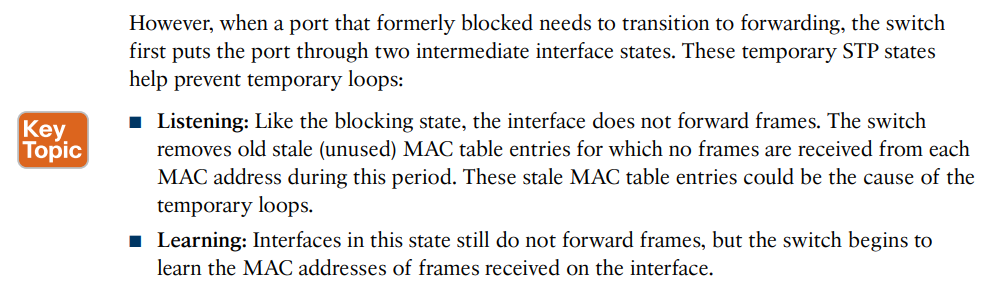 However, when a port that formerly blocked needs to transition to forwarding, the switch
first puts the port through two intermediate interface states. These temporary STP states
help prevent temporary loops:
Key
Topic
■ Listening: Like the blocking state, the interface does not forward frames. The switch
removes old stale (unused) MAC table entries for which no frames are received from each
MAC address during this period. These stale MAC table entries could be the cause of the
temporary loops.
■ Learning: Interfaces in this state still do not forward frames, but the switch begins to
learn the MAC addresses of frames received on the interface.